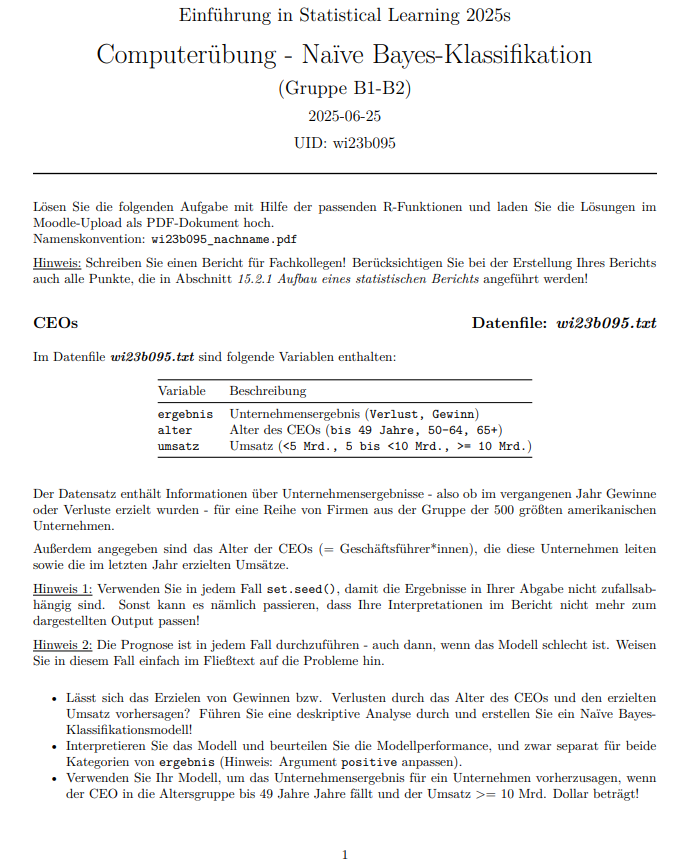 Einführung in Statistical Learning 2025s
Computerübung - Naïve Bayes-Klassifikation
(Gruppe B1-B2)
2025-06-25
UID: wi23b095
Lösen Sie die folgenden Aufgabe mit Hilfe der passenden R-Funktionen und laden Sie die Lösungen im
Moodle-Upload als PDF-Dokument hoch.
Namenskonvention: wi23b095_nachname.pdf
Hinweis: Schreiben Sie einen Bericht für Fachkollegen! Berücksichtigen Sie bei der Erstellung Ihres Berichts
auch alle Punkte, die in Abschnitt 15.2.1 Aufbau eines statistischen Berichts angeführt werden!
CEOs Datenfile: wi23b095.txt
Im Datenfile wi23b095.txt sind folgende Variablen enthalten:
Variable Beschreibung
ergebnis Unternehmensergebnis (Verlust, Gewinn)
alter Alter des CEOs (bis 49 Jahre, 50-64, 65+)
umsatz Umsatz (<5 Mrd., 5 bis <10 Mrd., >= 10 Mrd.)
Der Datensatz enthält Informationen über Unternehmensergebnisse - also ob im vergangenen Jahr Gewinne
oder Verluste erzielt wurden - für eine Reihe von Firmen aus der Gruppe der 500 größten amerikanischen
Unternehmen.
Außerdem angegeben sind das Alter der CEOs (= Geschäftsführer*innen), die diese Unternehmen leiten
sowie die im letzten Jahr erzielten Umsätze.
Hinweis 1: Verwenden Sie in jedem Fall set.seed(), damit die Ergebnisse in Ihrer Abgabe nicht zufallsab-
hängig sind. Sonst kann es nämlich passieren, dass Ihre Interpretationen im Bericht nicht mehr zum
dargestellten Output passen!
Hinweis 2: Die Prognose ist in jedem Fall durchzuführen - auch dann, wenn das Modell schlecht ist. Weisen
Sie in diesem Fall einfach im Fließtext auf die Probleme hin.
• Lässt sich das Erzielen von Gewinnen bzw. Verlusten durch das Alter des CEOs und den erzielten
Umsatz vorhersagen? Führen Sie eine deskriptive Analyse durch und erstellen Sie ein Naïve Bayes-
Klassifikationsmodell!
• Interpretieren Sie das Modell und beurteilen Sie die Modellperformance, und zwar separat für beide
Kategorien von ergebnis (Hinweis: Argument positive anpassen).
• Verwenden Sie Ihr Modell, um das Unternehmensergebnis für ein Unternehmen vorherzusagen, wenn
der CEO in die Altersgruppe bis 49 Jahre Jahre fällt und der Umsatz >= 10 Mrd. Dollar beträgt!
1